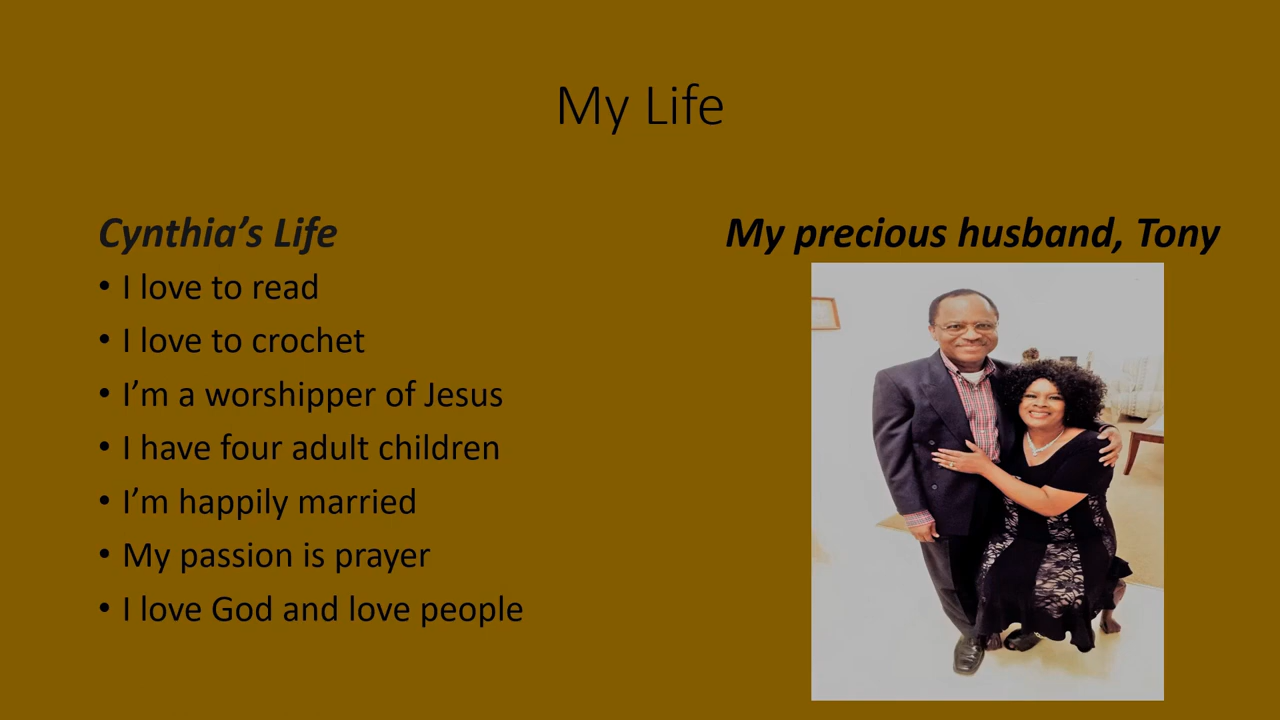 My Life
Cynthia’s Life
• I love to read
• I love to crochet
• I’m a worshipper of Jesus
• I have four adult children
• I’m happily married
• My passion is prayer
• I love God and love people
My precious husband, Tony